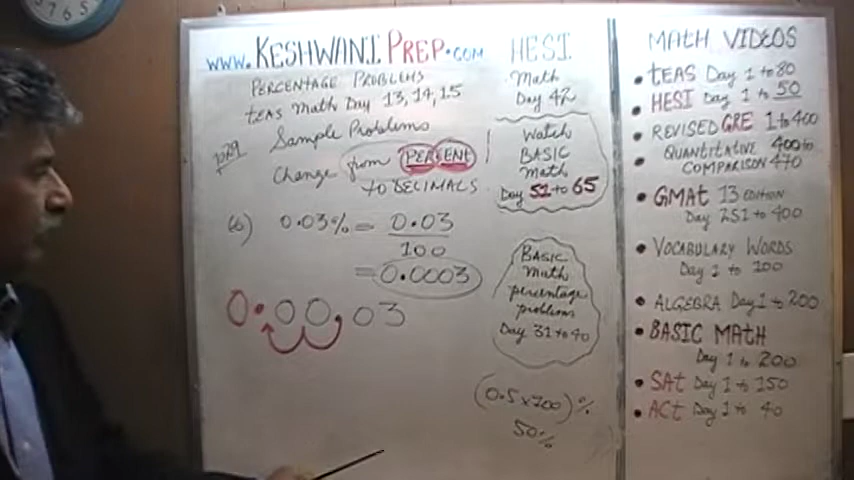 7 6 5
www.KESHWANIPREP.COM
PERCENTAGE PROBLEMS
TEAS Math Day 13, 14, 15
Sample Problems
p29
Change from PERCENT
to DECIMALS
(6) 0.03% = 0.03
100
= 0.0003
0.00.03
HESI
Math
Day 42
Watch
BASIC
Math
Day 51 to 65
BASIC
Math
percentage
problems
Day 31 to 40
(0.5 x 100)%
50%
MATH VIDEOS
• TEAS Day 1 to 80
• HESI Day 1 to 50
• REVISED GRE 1 to 400
• QUANTITATIVE 400 to
COMPARISON 470
• GMAT 13 EDITION
Day 251 to 400
• VOCABULARY WORDS
Day 1 to 100
• ALGEBRA Day 1 to 200
• BASIC MATH
Day 1 to 200
• SAT Day 1 to 150
• ACT Day 1 to 40